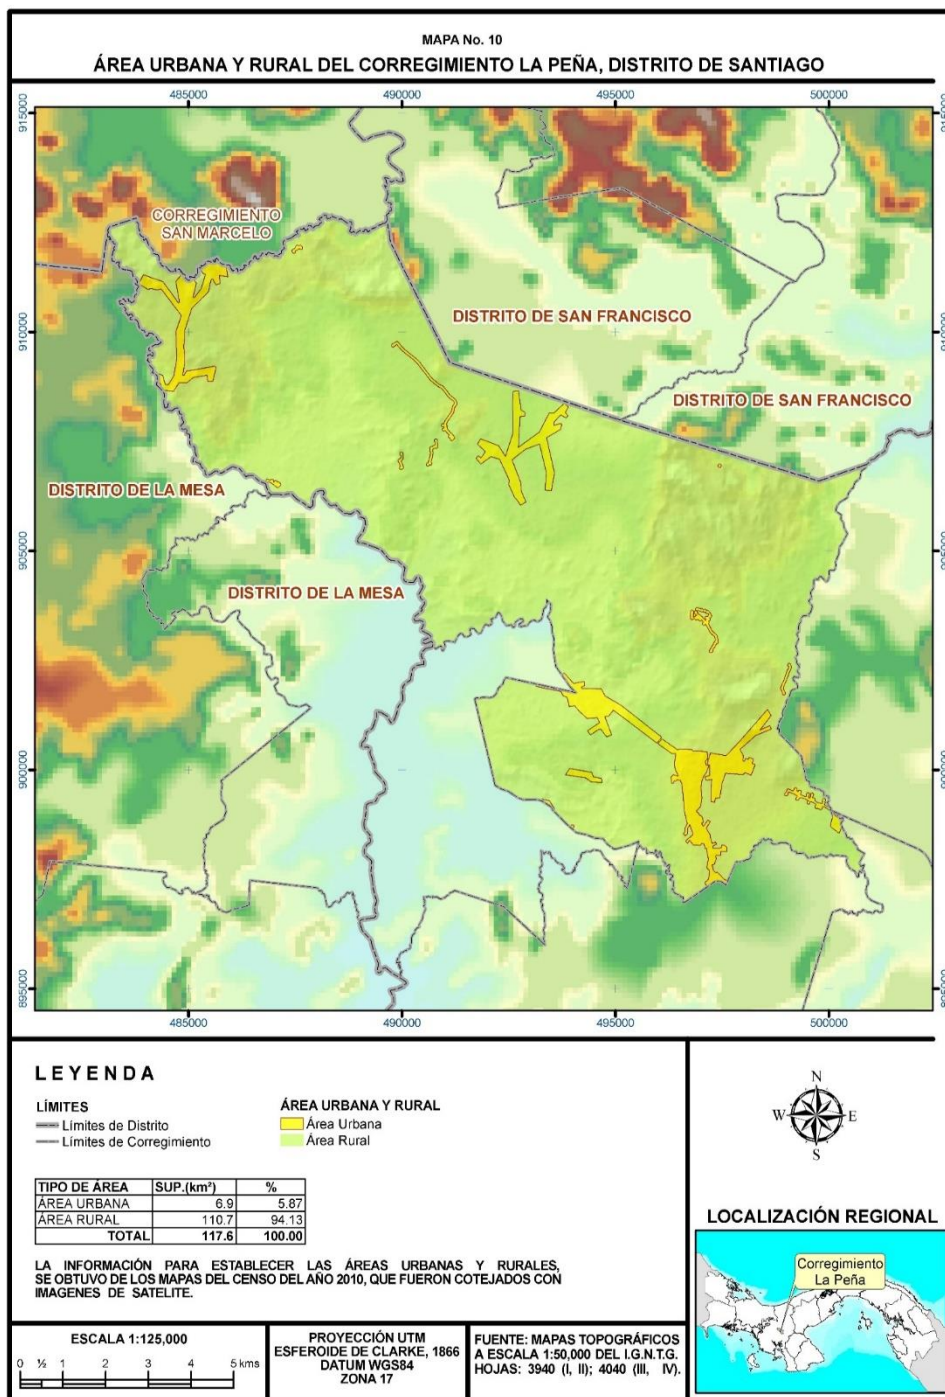 MAPA No. 10
ÁREA URBANA Y RURAL DEL CORREGIMIENTO LA PEÑA, DISTRITO DE SANTIAGO
485000 490000 495000 500000
915000 915000
CORREGIMIENTO
SAN MARCELO
DISTRITO DE SAN FRANCISCO
910000 910000
DISTRITO DE SAN FRANCISCO
DISTRITO DE LA MESA
905000 905000
DISTRITO DE LA MESA
900000 900000
895000 895000
485000 490000 495000 500000
LEYENDA
LÍMITES
Límites de Distrito
Límites de Corregimiento
ÁREA URBANA Y RURAL
Área Urbana
Área Rural
TIPO DE ÁREA SUP.(km²) %
ÁREA URBANA 6.9 5.87
ÁREA RURAL 110.7 94.13
TOTAL 117.6 100.00
LA INFORMACIÓN PARA ESTABLECER LAS ÁREAS URBANAS Y RURALES,
SE OBTUVO DE LOS MAPAS DEL CENSO DEL AÑO 2010, QUE FUERON COTEJADOS CON
IMAGENES DE SATELITE.
N
W E
S
LOCALIZACIÓN REGIONAL
Corregimiento
La Peña
ESCALA 1:125,000
0 ½ 1 2 3 4 5 kms
PROYECCIÓN UTM
ESFEROIDE DE CLARKE, 1866
DATUM WGS84
ZONA 17
FUENTE: MAPAS TOPOGRÁFICOS
A ESCALA 1:50,000 DEL I.G.N.T.G.
HOJAS: 3940 (I, II); 4040 (III, IV).